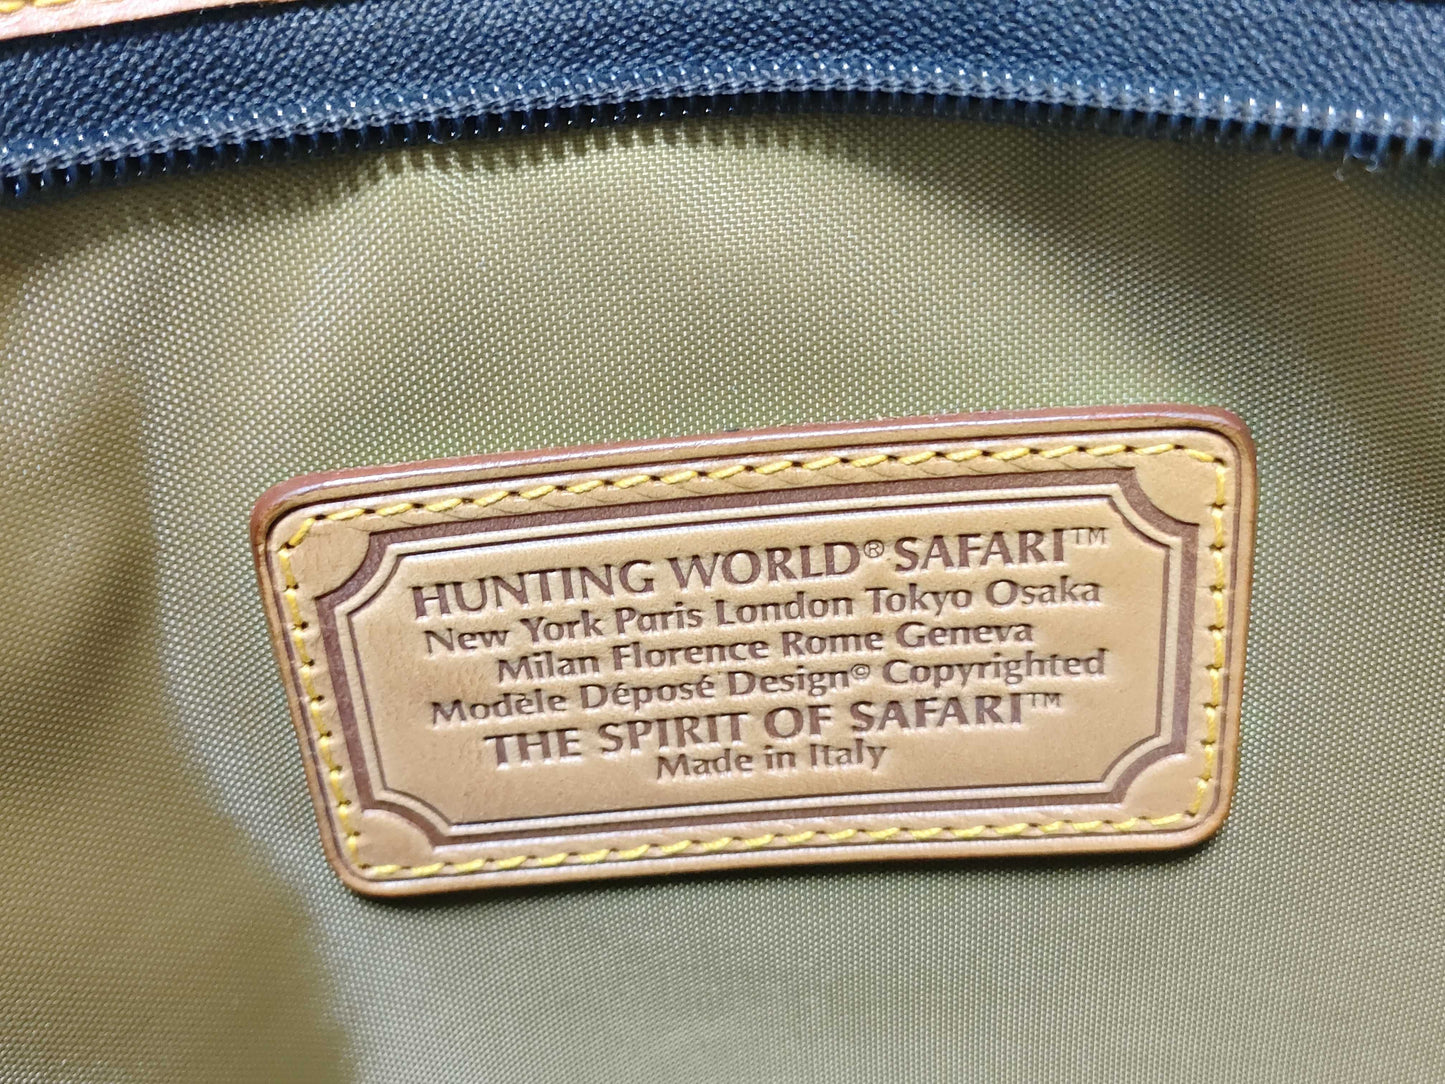 HUNTING WORLD® SAFARI™
New York Paris London Tokyo Osaka
Milan Florence Rome Geneva
Modèle Déposé Design© Copyrighted
THE SPIRIT OF SAFARI™
Made in Italy